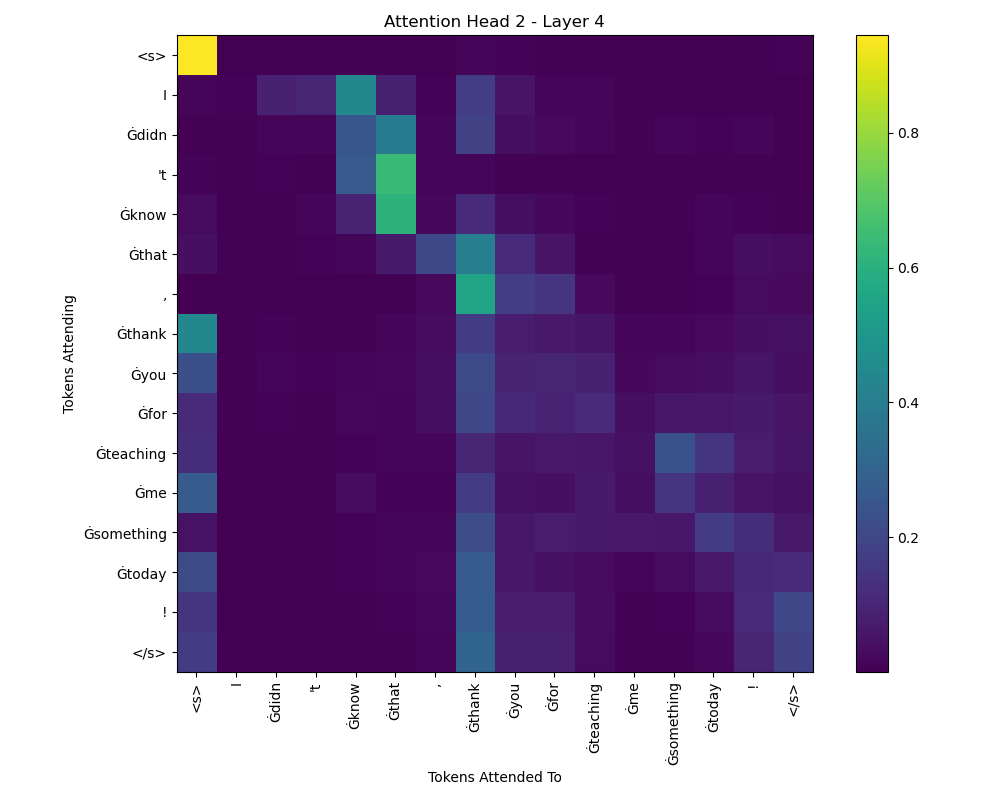 Attention Head 2 - Layer 4
<s>
I
Ġdidn
't
Ġknow
Ġthat
,
Ġthank
Ġyou
Ġfor
Ġteaching
Ġme
Ġsomething
Ġtoday
!
</s>
Tokens Attending
<s>
I
Ġdidn
't
Ġknow
Ġthat
,
Ġthank
Ġyou
Ġfor
Ġteaching
Ġme
Ġsomething
Ġtoday
!
</s>
Tokens Attended To
0.8
0.6
0.4
0.2